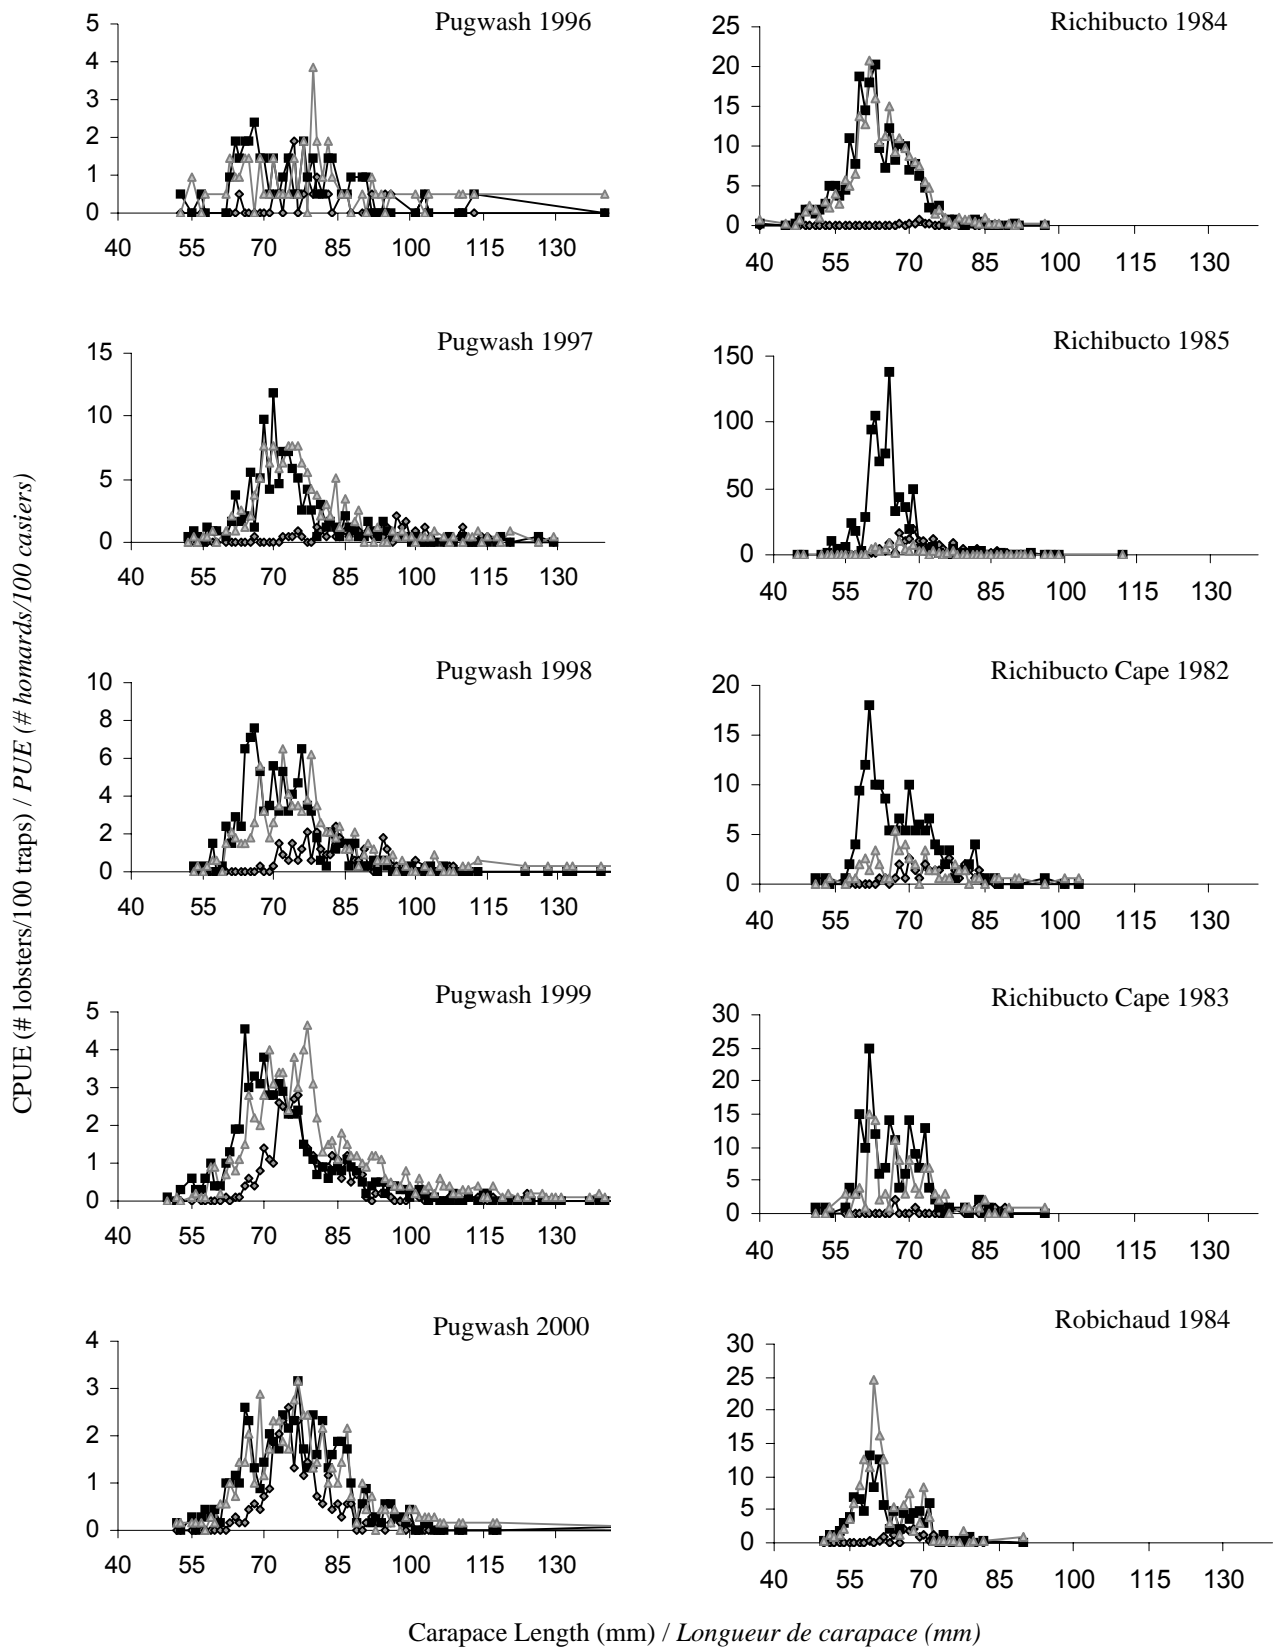 CPUE (# lobsters/100 traps) / PUE (# homards/100 casiers)
Pugwash 1996
5
4
3
2
1
0
40 55 70 85 100 115 130
Richibucto 1984
25
20
15
10
5
0
40 55 70 85 100 115 130
Pugwash 1997
15
10
5
0
40 55 70 85 100 115 130
Richibucto 1985
150
100
50
0
40 55 70 85 100 115 130
Pugwash 1998
10
8
6
4
2
0
40 55 70 85 100 115 130
Richibucto Cape 1982
20
15
10
5
0
40 55 70 85 100 115 130
Pugwash 1999
5
4
3
2
1
0
40 55 70 85 100 115 130
Richibucto Cape 1983
30
25
20
15
10
5
0
40 55 70 85 100 115 130
Pugwash 2000
4
3
2
1
0
40 55 70 85 100 115 130
Robichaud 1984
30
25
20
15
10
5
0
40 55 70 85 100 115 130
Carapace Length (mm) / Longueur de carapace (mm)